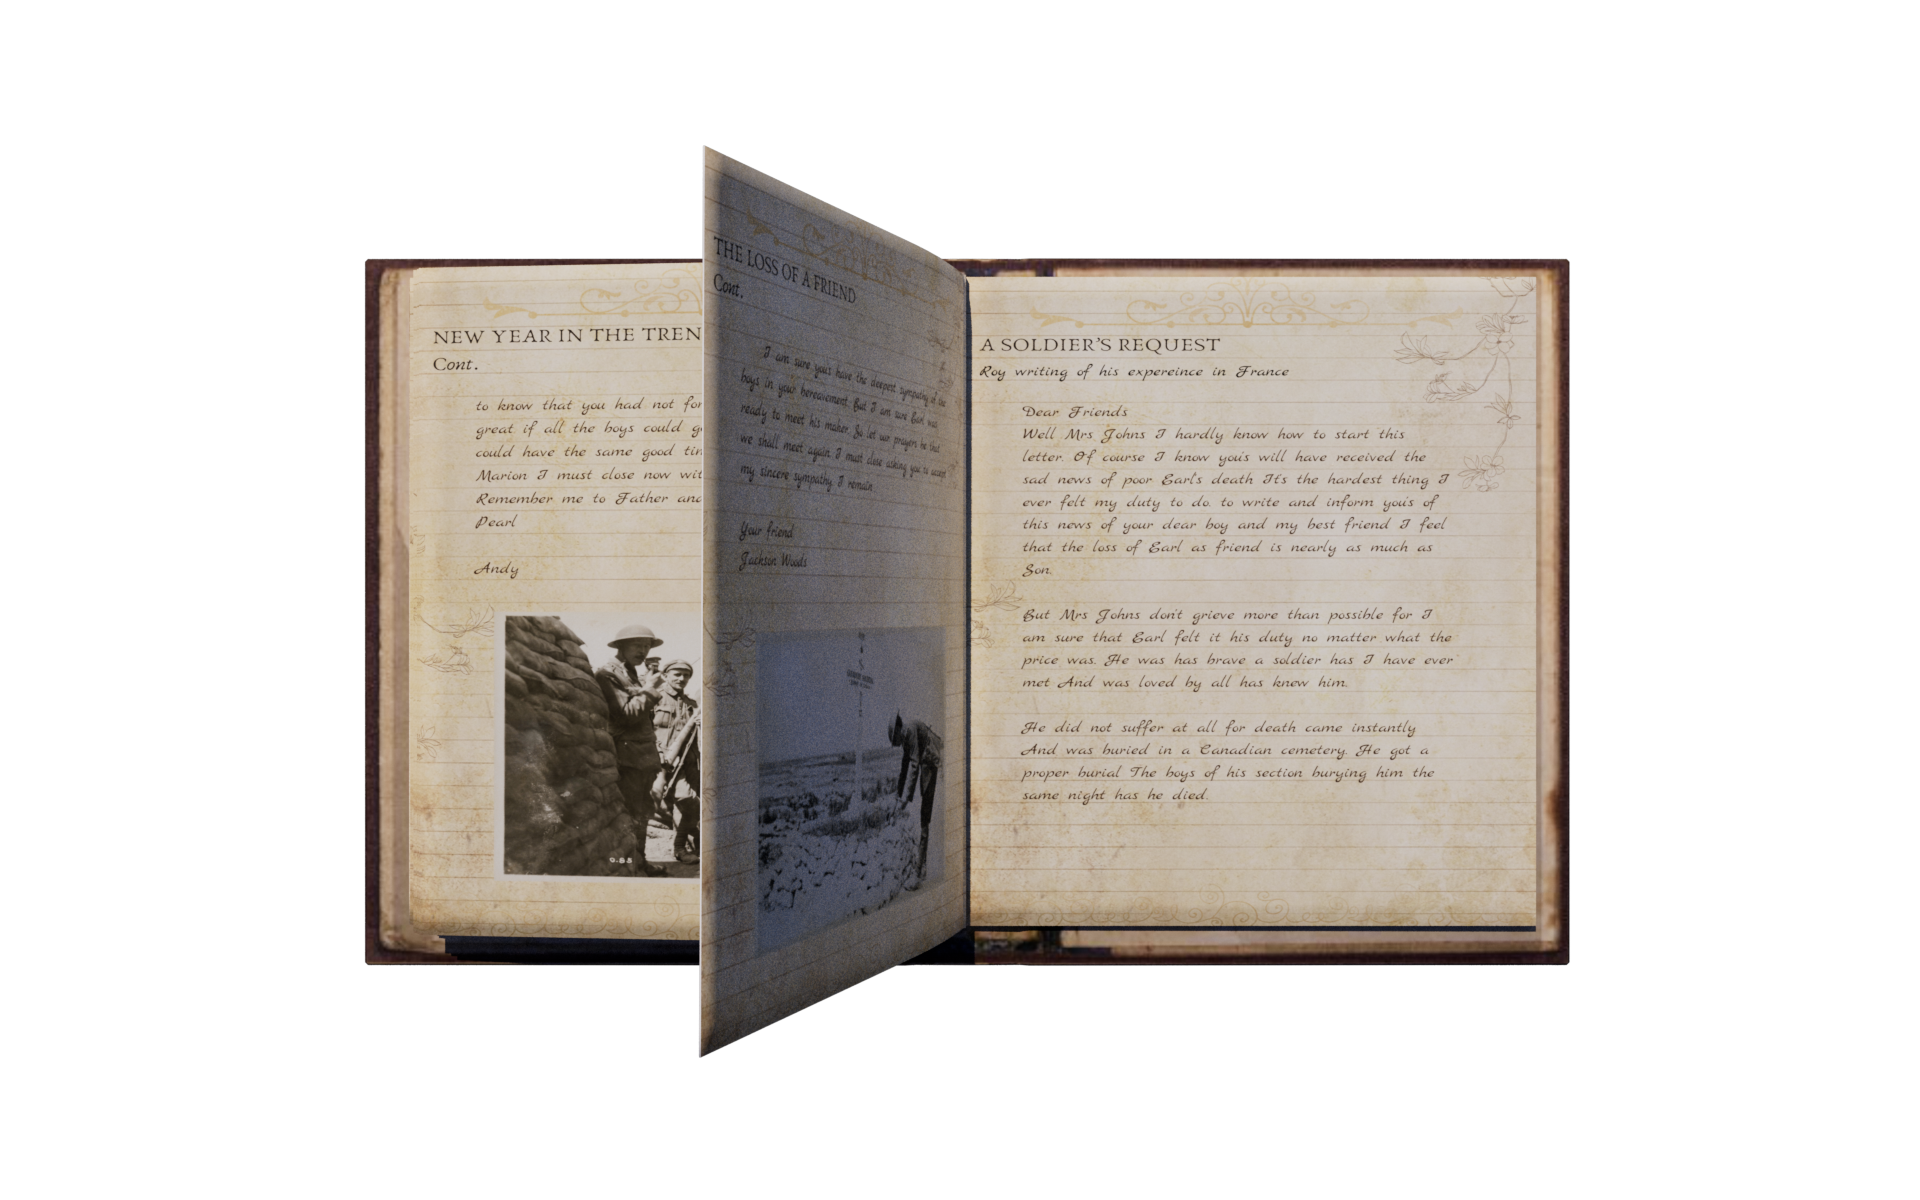 NEW YEAR IN THE TREN
Cont.
to know that you had not for
great if all the boys could g
could have the same good tin
Marion I must close now wit
Remember me to Father and
Pearl
Andy
G.85
THE LOSS OF A FRIEND
Cont.
I am sure yous have the deepest sympathy of the
boys in your bereavement But I am sure Earl was
ready to meet his maker. So let our prayers be that
we shall meet again I must close asking you to accept
my sincere sympathy I remain
Your friend
Jackson Woods
A SOLDIER'S REQUEST
Roy writing of his expereince in France
Dear Friends
Well Mrs Johns I hardly know how to start this
letter. Of course I know yous will have received the
sad news of poor Earl's death It's the hardest thing I
ever felt my duty to do. to write and inform yous of
this news of your dear boy and my best friend I feel
that the loss of Earl as friend is nearly as much as
Son.
But Mrs Johns don't grieve more than possible for I
am sure that Earl felt it his duty no matter what the
price was. He was has brave a soldier has I have ever
met And was loved by all has knew him.
He did not suffer at all for death came instantly
And was buried in a Canadian cemetery. He got a
proper burial The boys of his section burying him the
same night has he died.